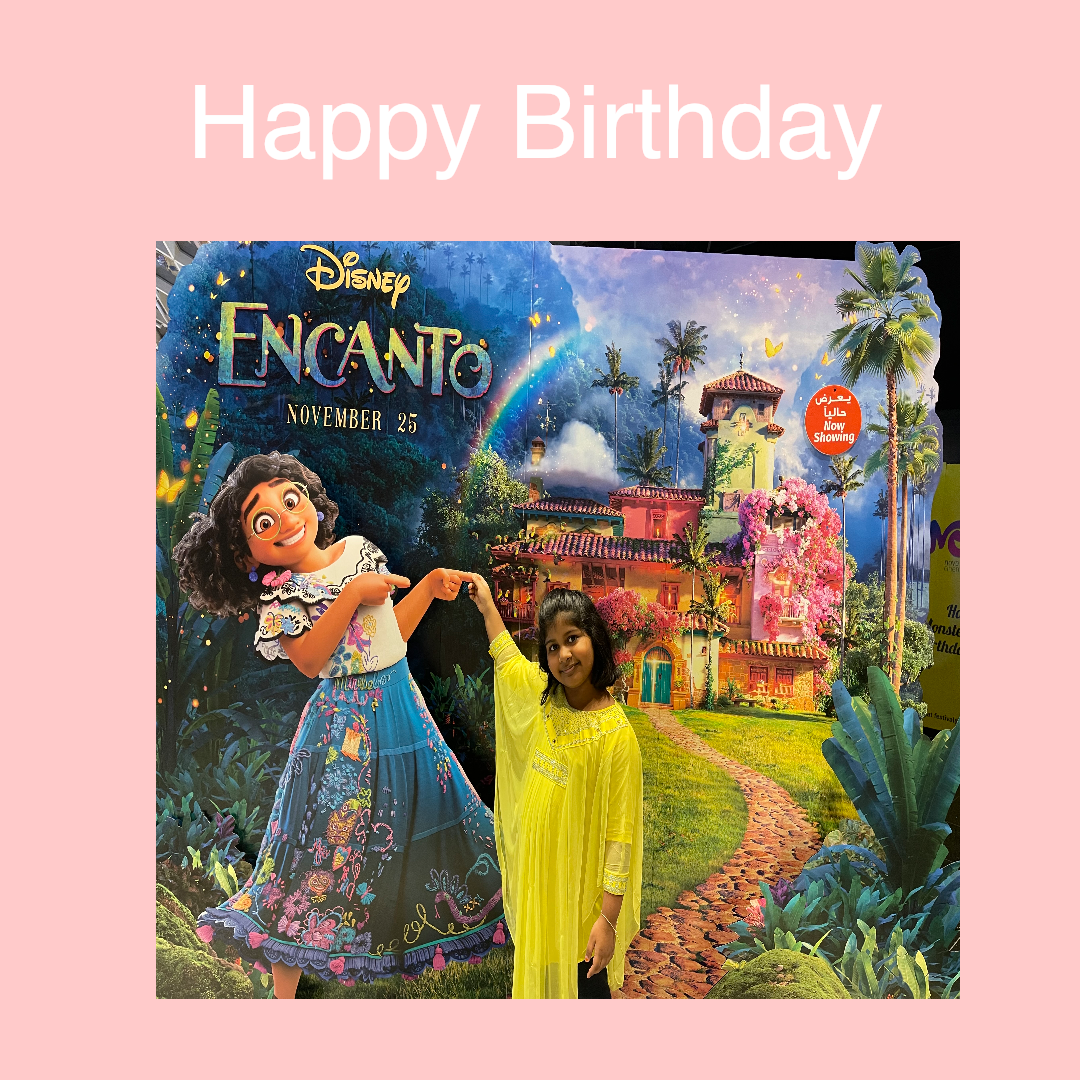 Happy Birthday
Disney
ENCANTO
NOVEMBER 25
يعرض
حالياً
Now
Showing